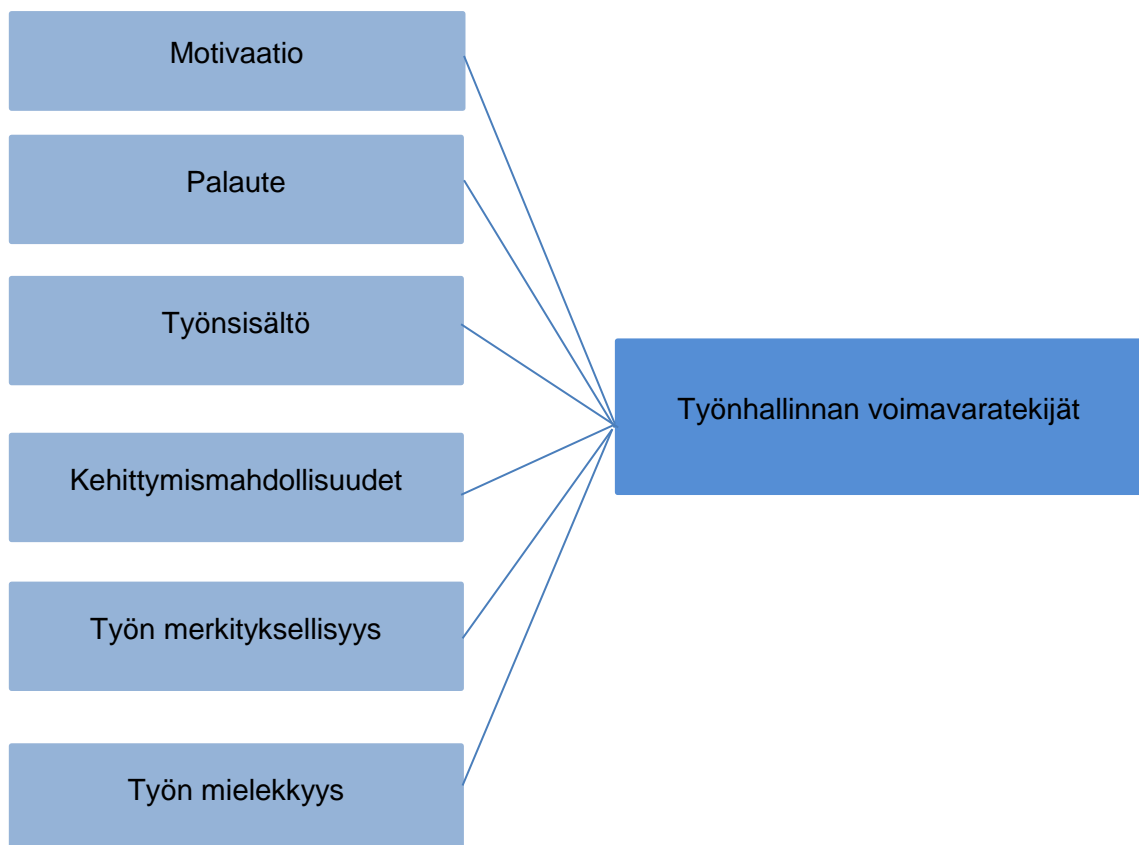 Motivaatio
Palaute
Työnsisältö
Kehittymismahdollisuudet
Työn merkityksellisyys
Työn mielekkyys
Työnhallinnan voimavaratekijät